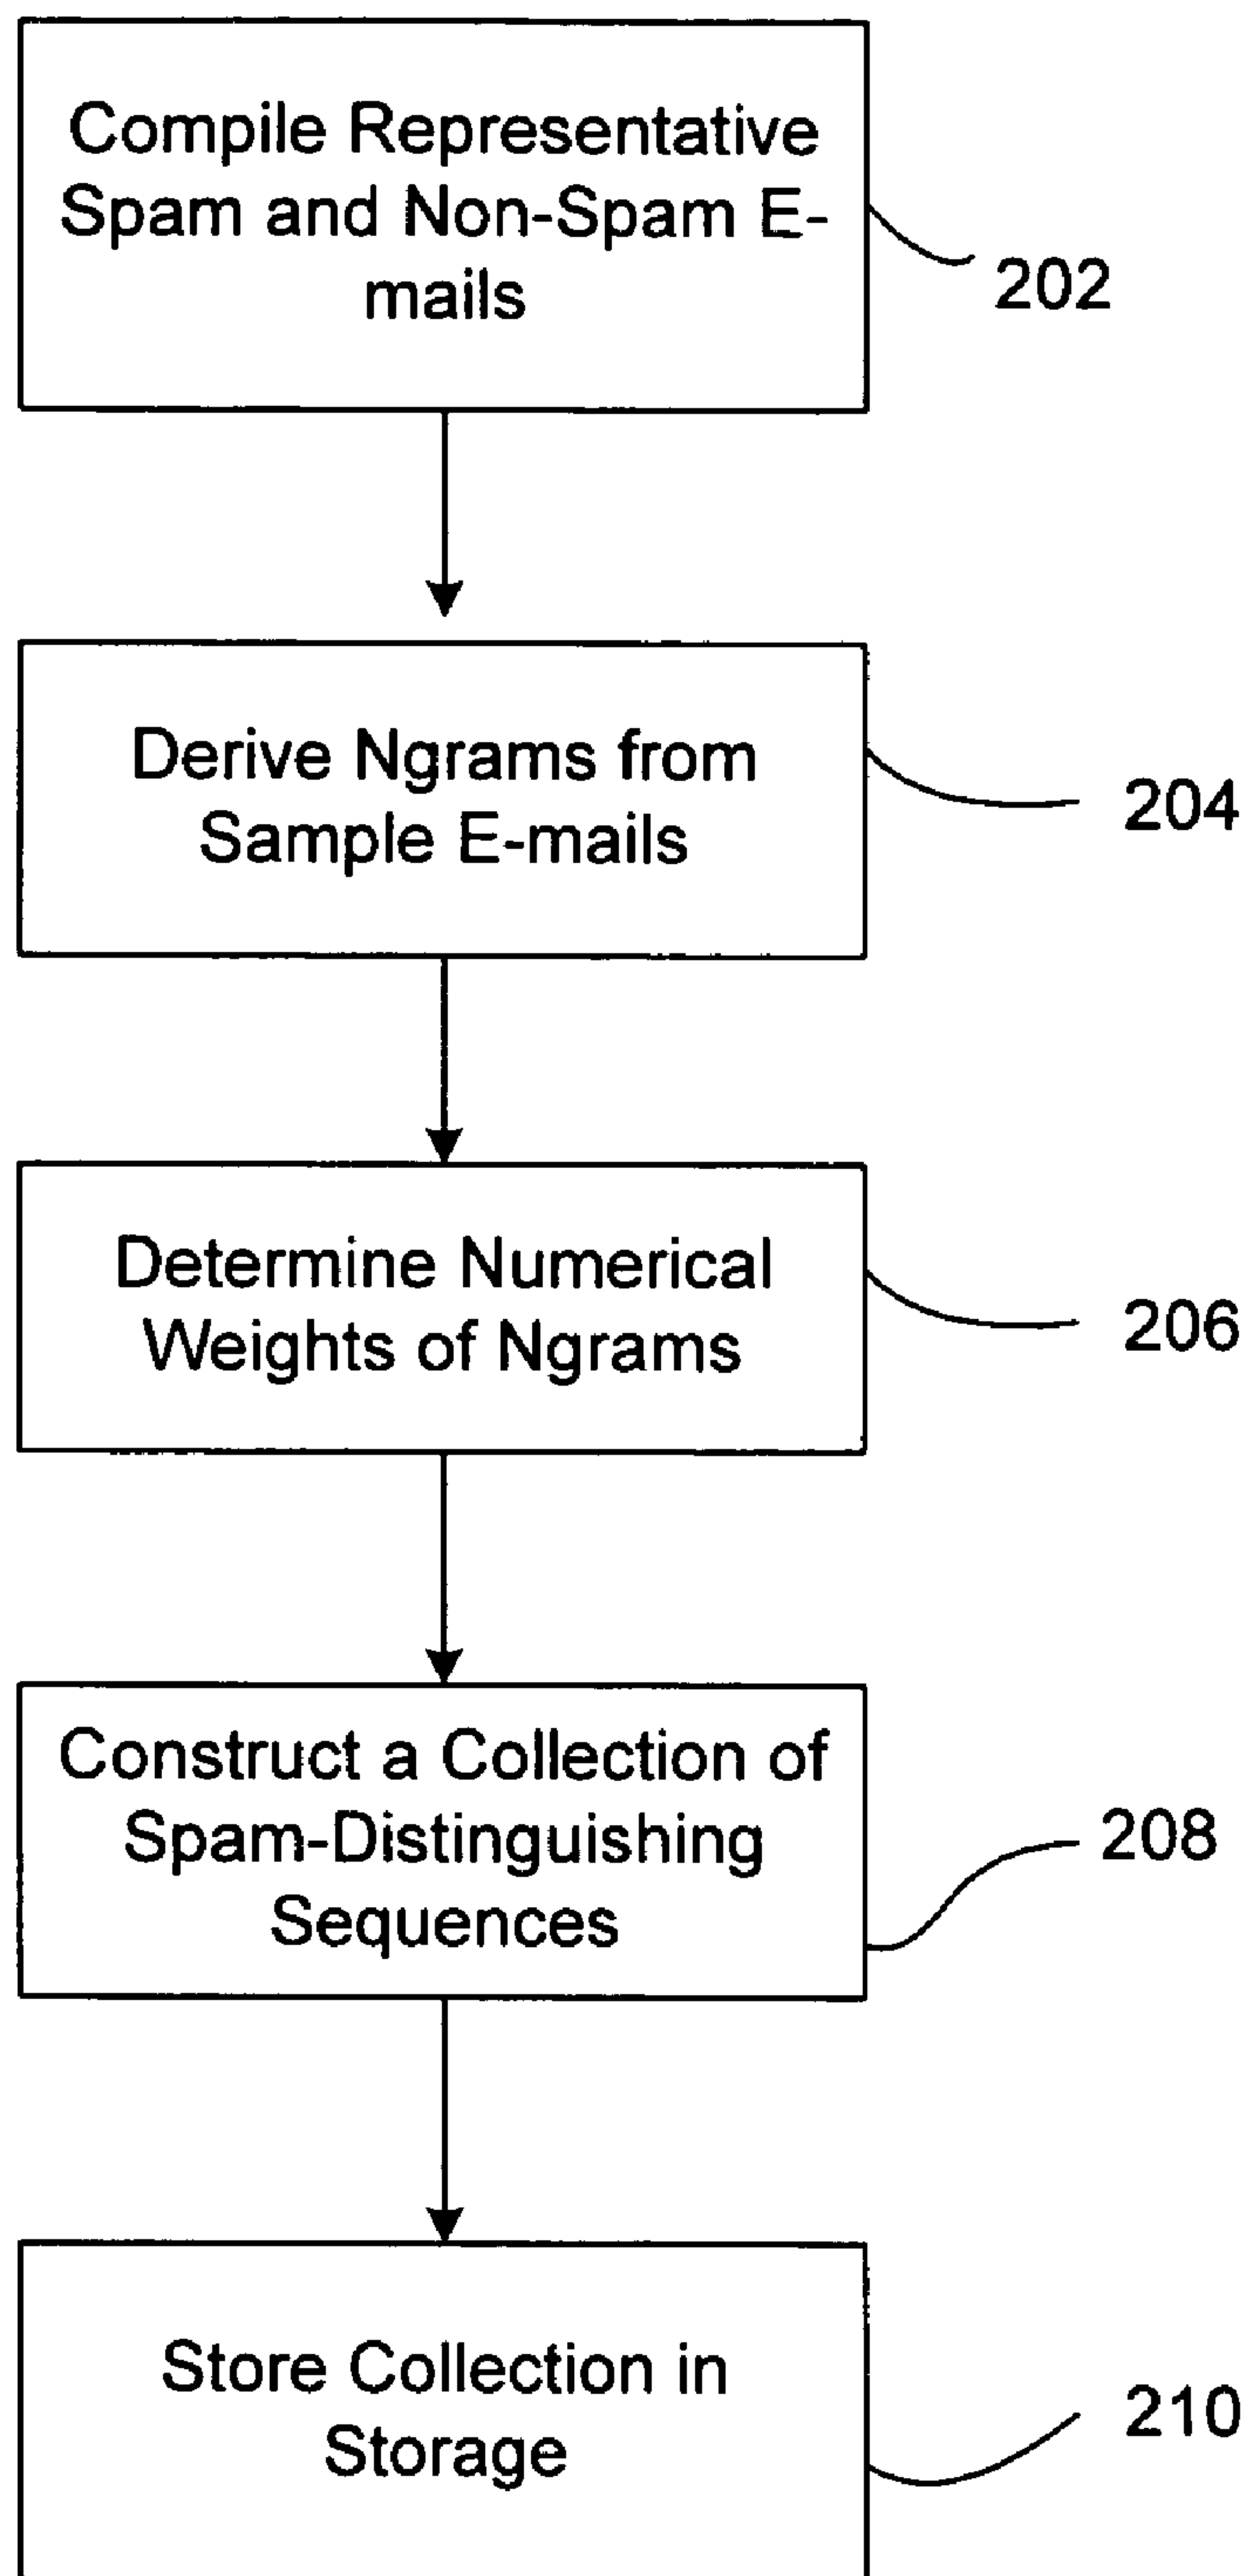 Compile Representative
Spam and Non-Spam E-
mails
202
Derive Ngrams from
Sample E-mails
204
Determine Numerical
Weights of Ngrams
206
Construct a Collection of
Spam-Distinguishing
Sequences
208
Store Collection in
Storage
210